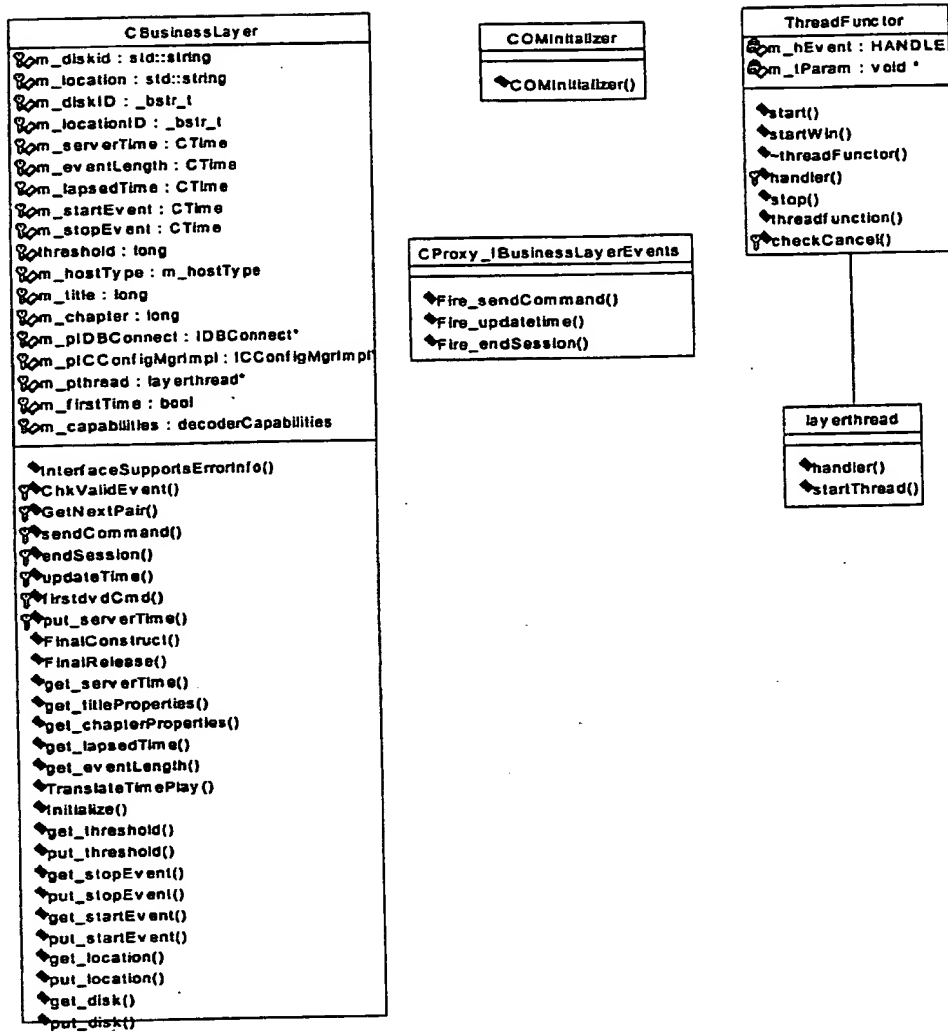 CBusinessLayer
m_diskid : std::string
m_location : std::string
m_diskID : _bstr_t
m_locationID : _bstr_t
m_serverTime : CTime
m_eventLength : CTime
m_lapsedTime : CTime
m_startEvent : CTime
m_stopEvent : CTime
threshold : long
m_hostType : m_hostType
m_title : long
m_chapter : long
m_pIDBConnect : IDBConnect*
m_pICConfigMgrImpl : ICConfigMgrImpl*
m_pthread : layerthread*
m_firstTime : bool
m_capabilities : decoderCapabilities
InterfaceSupportsErrorInfo()
ChkValidEvent()
GetNextPair()
sendCommand()
endSession()
updateTime()
firstdvdCmd()
put_serverTime()
FinalConstruct()
FinalRelease()
get_serverTime()
get_titleProperties()
get_chapterProperties()
get_lapsedTime()
get_eventLength()
TranslateTimePlay()
Initialize()
get_threshold()
put_threshold()
get_stopEvent()
put_stopEvent()
get_startEvent()
put_startEvent()
get_location()
put_location()
get_disk()
put_disk()
COMInitializer
COMInitializer()
CProxy_IBusinessLayerEvents
Fire_sendCommand()
Fire_updatetime()
Fire_endSession()
ThreadFunctor
m_hEvent : HANDLE
m_lParam : void *
start()
startWin()
~threadFunctor()
handler()
stop()
threadfunction()
checkCancel()
layerthread
handler()
startThread()